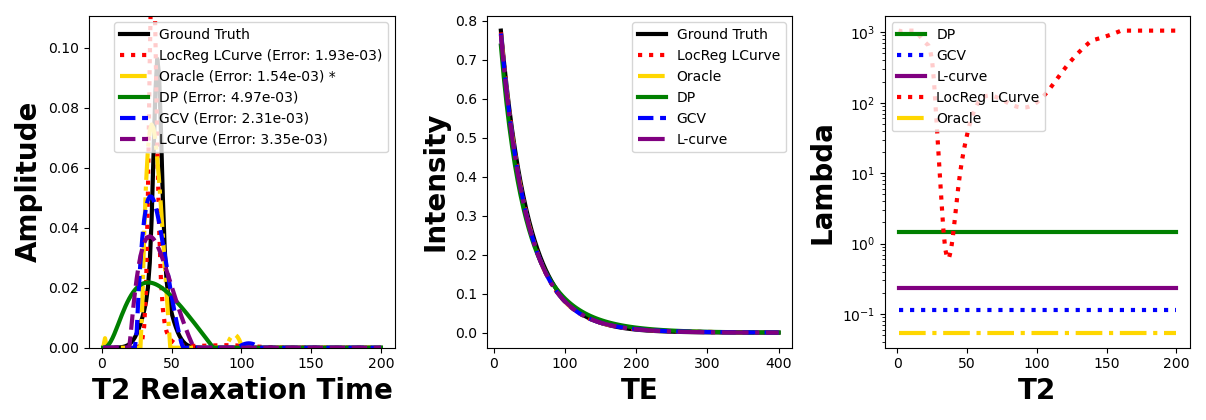 Amplitude
0.10
0.08
0.06
0.04
0.02
0.00
Ground Truth
LocReg LCurve (Error: 1.93e-03)
Oracle (Error: 1.54e-03) *
DP (Error: 4.97e-03)
GCV (Error: 2.31e-03)
LCurve (Error: 3.35e-03)
0 50 100 150 200
T2 Relaxation Time
Intensity
0.8
0.7
0.6
0.5
0.4
0.3
0.2
0.1
0.0
Ground Truth
LocReg LCurve
Oracle
DP
GCV
L-curve
0 100 200 300 400
TE
Lambda
10³
10²
10¹
10⁰
10⁻¹
DP
GCV
L-curve
LocReg LCurve
Oracle
0 50 100 150 200
T2